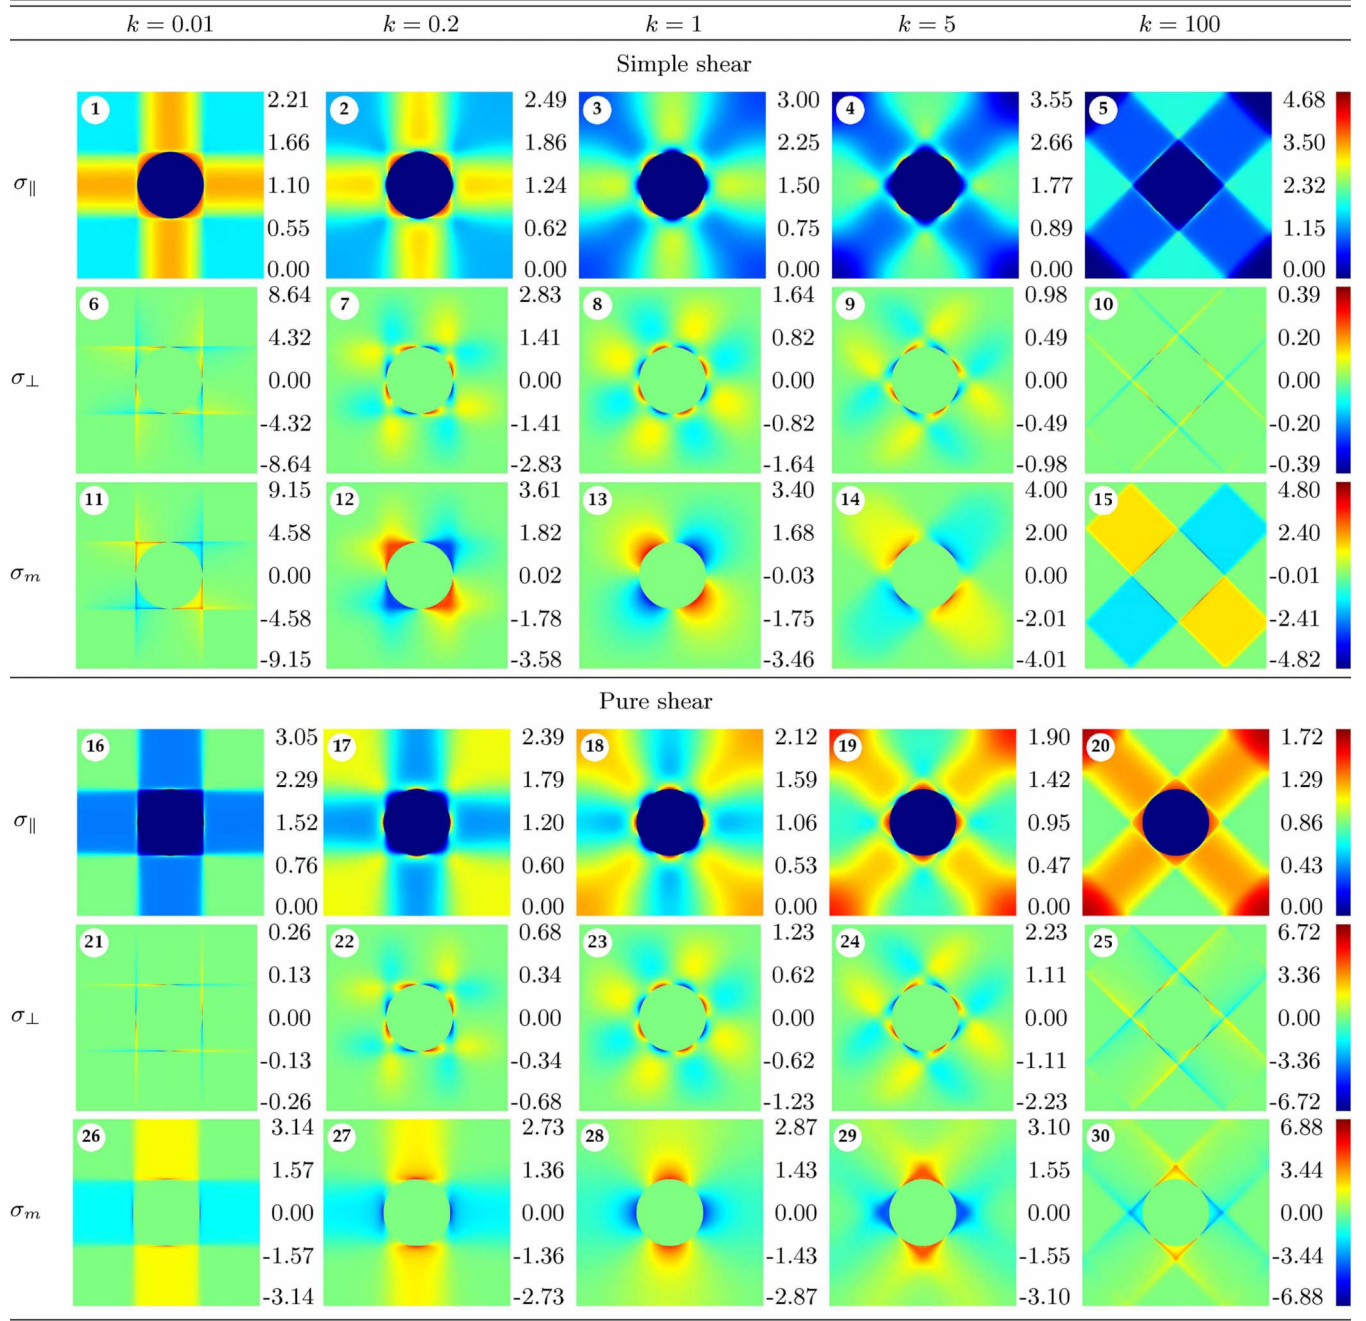 k = 0.01 k = 0.2 k = 1 k = 5 k = 100
Simple shear
1 2.21 2 2.49 3 3.00 4 3.55 5 4.68
1.66 1.86 2.25 2.66 3.50
σ∥ 1.10 1.24 1.50 1.77 2.32
0.55 0.62 0.75 0.89 1.15
0.00 0.00 0.00 0.00 0.00
6 8.64 7 2.83 8 1.64 9 0.98 10 0.39
4.32 1.41 0.82 0.49 0.20
σ⊥ 0.00 0.00 0.00 0.00 0.00
-4.32 -1.41 -0.82 -0.49 -0.20
-8.64 -2.83 -1.64 -0.98 -0.39
11 9.15 12 3.61 13 3.40 14 4.00 15 4.80
4.58 1.82 1.68 2.00 2.40
σm 0.00 0.02 -0.03 0.00 -0.01
-4.58 -1.78 -1.75 -2.01 -2.41
-9.15 -3.58 -3.46 -4.01 -4.82
Pure shear
16 3.05 17 2.39 18 2.12 19 1.90 20 1.72
2.29 1.79 1.59 1.42 1.29
σ∥ 1.52 1.20 1.06 0.95 0.86
0.76 0.60 0.53 0.47 0.43
0.00 0.00 0.00 0.00 0.00
21 0.26 22 0.68 23 1.23 24 2.23 25 6.72
0.13 0.34 0.62 1.11 3.36
σ⊥ 0.00 0.00 0.00 0.00 0.00
-0.13 -0.34 -0.62 -1.11 -3.36
-0.26 -0.68 -1.23 -2.23 -6.72
26 3.14 27 2.73 28 2.87 29 3.10 30 6.88
1.57 1.36 1.43 1.55 3.44
σm 0.00 0.00 0.00 0.00 0.00
-1.57 -1.36 -1.43 -1.55 -3.44
-3.14 -2.73 -2.87 -3.10 -6.88